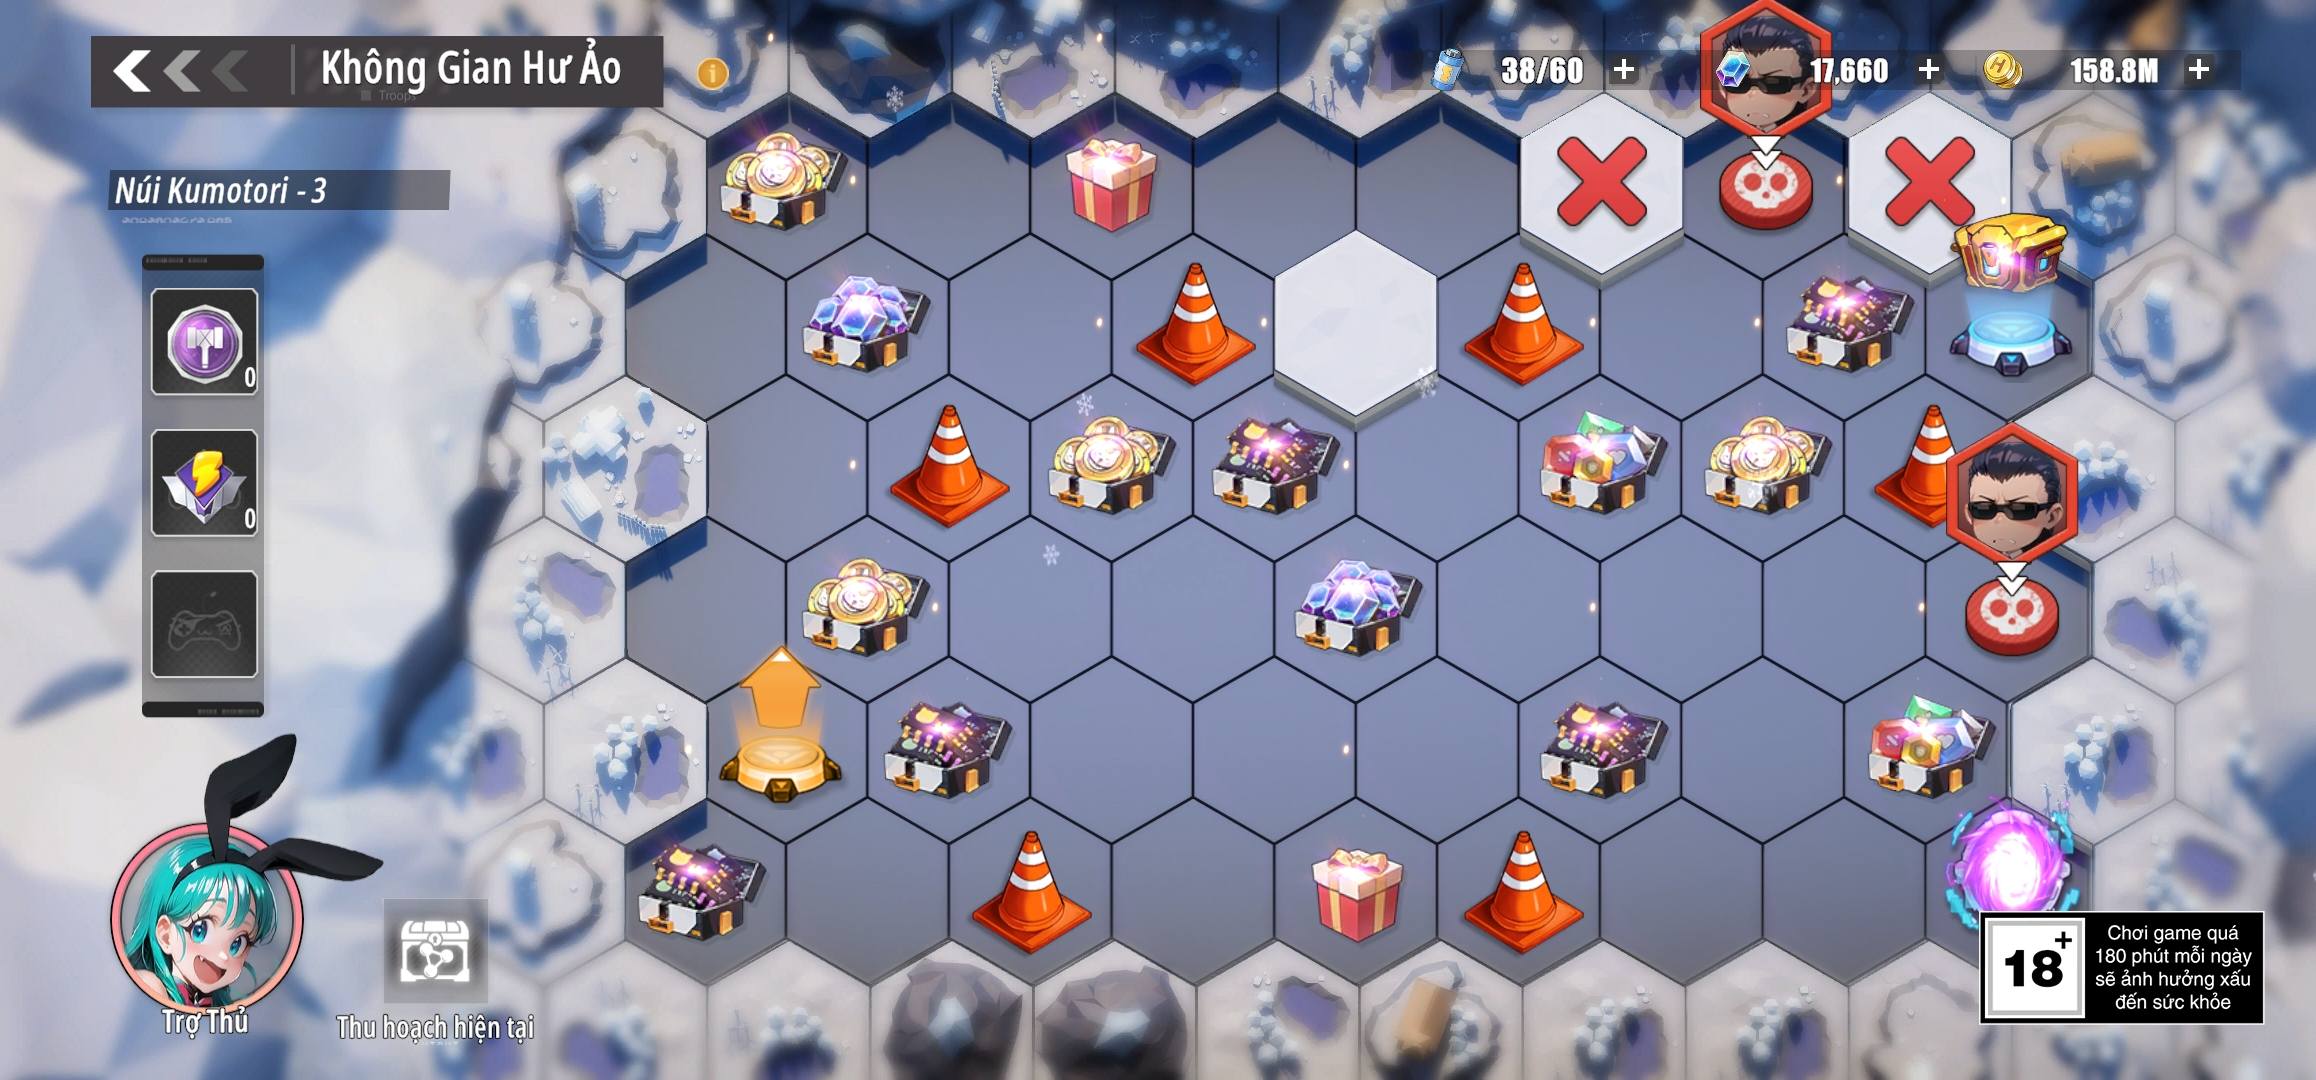 Không Gian Hư Ảo
i
38/60 +
17,660 +
158.8M +
Troops
Núi Kumotori - 3
0
0
Trợ Thủ
Thu hoạch hiện tại
18+
Chơi game quá
180 phút mỗi ngày
sẽ ảnh hưởng xấu
đến sức khỏe